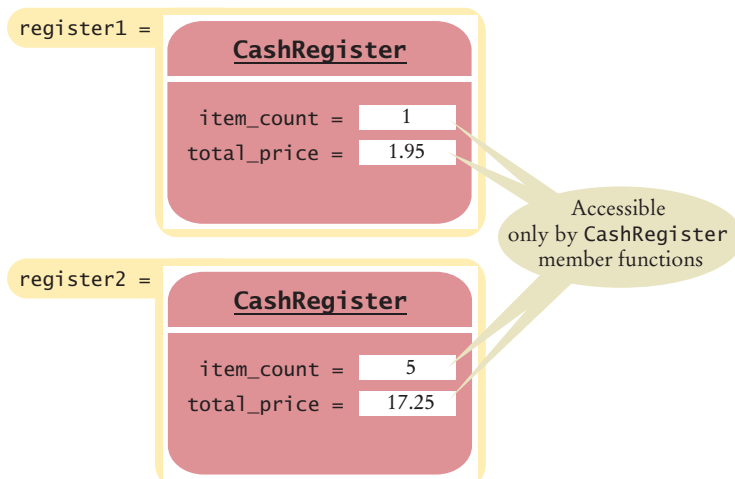 register1 =
CashRegister
item_count = 1
total_price = 1.95
Accessible
only by CashRegister
member functions
register2 =
CashRegister
item_count = 5
total_price = 17.25